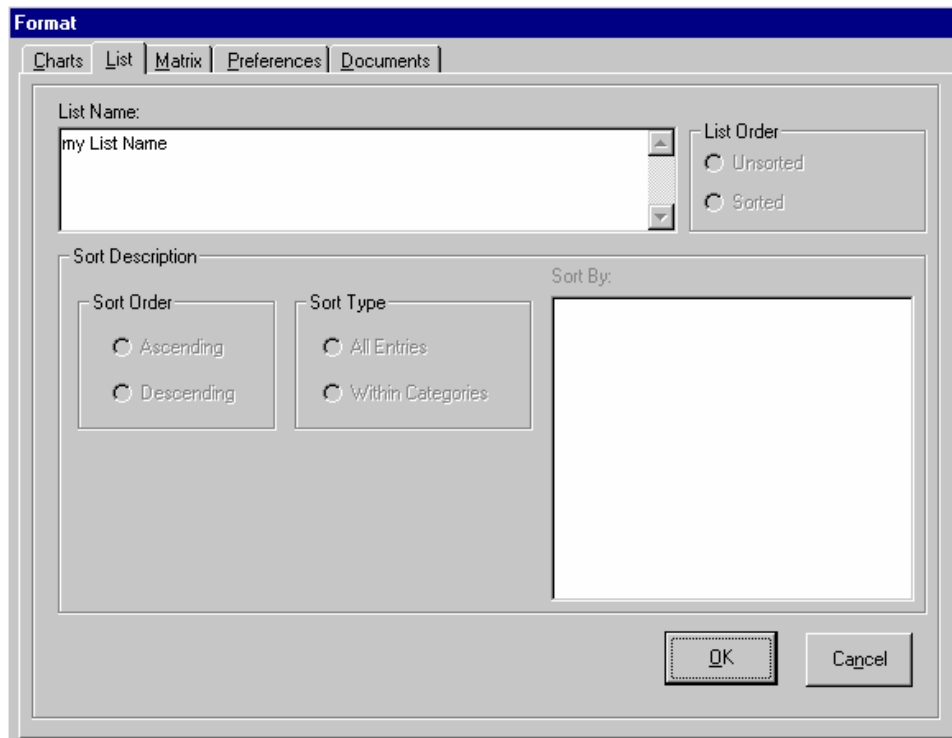 Format
Charts List Matrix Preferences Documents
List Name:
my List Name
List Order
Unsorted
Sorted
Sort Description
Sort By:
Sort Order
Ascending
Descending
Sort Type
All Entries
Within Categories
OK Cancel